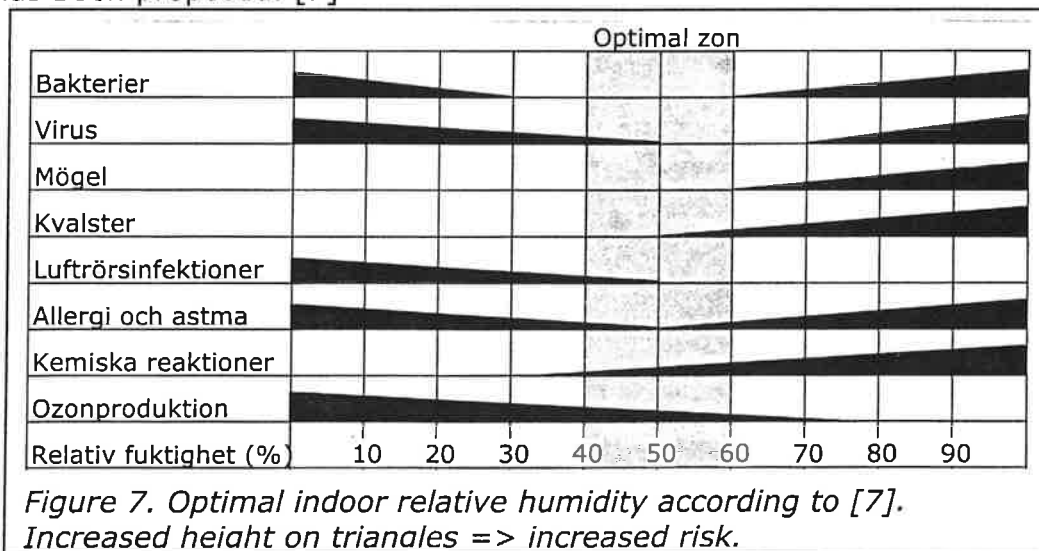 Optimal zon
Bakterier
Virus
Mögel
Kvalster
Luftrörsinfektioner
Allergi och astma
Kemiska reaktioner
Ozonproduktion
Relativ fuktighet (%) 10 20 30 40 50 60 70 80 90
Figure 7. Optimal indoor relative humidity according to [7].
Increased height on triangles => increased risk.